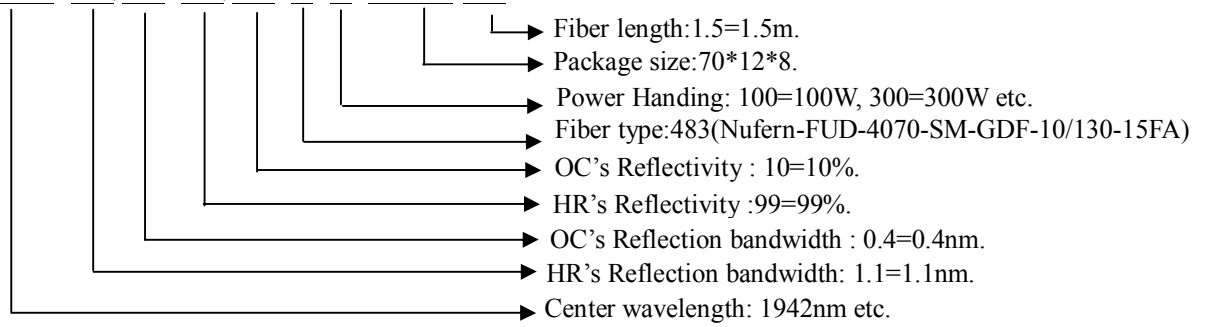 Fiber length:1.5=1.5m.
Package size:70*12*8.
Power Handing: 100=100W, 300=300W etc.
Fiber type:483(Nufern-FUD-4070-SM-GDF-10/130-15FA)
OC’s Reflectivity : 10=10%.
HR’s Reflectivity :99=99%.
OC’s Reflection bandwidth : 0.4=0.4nm.
HR’s Reflection bandwidth: 1.1=1.1nm.
Center wavelength: 1942nm etc.